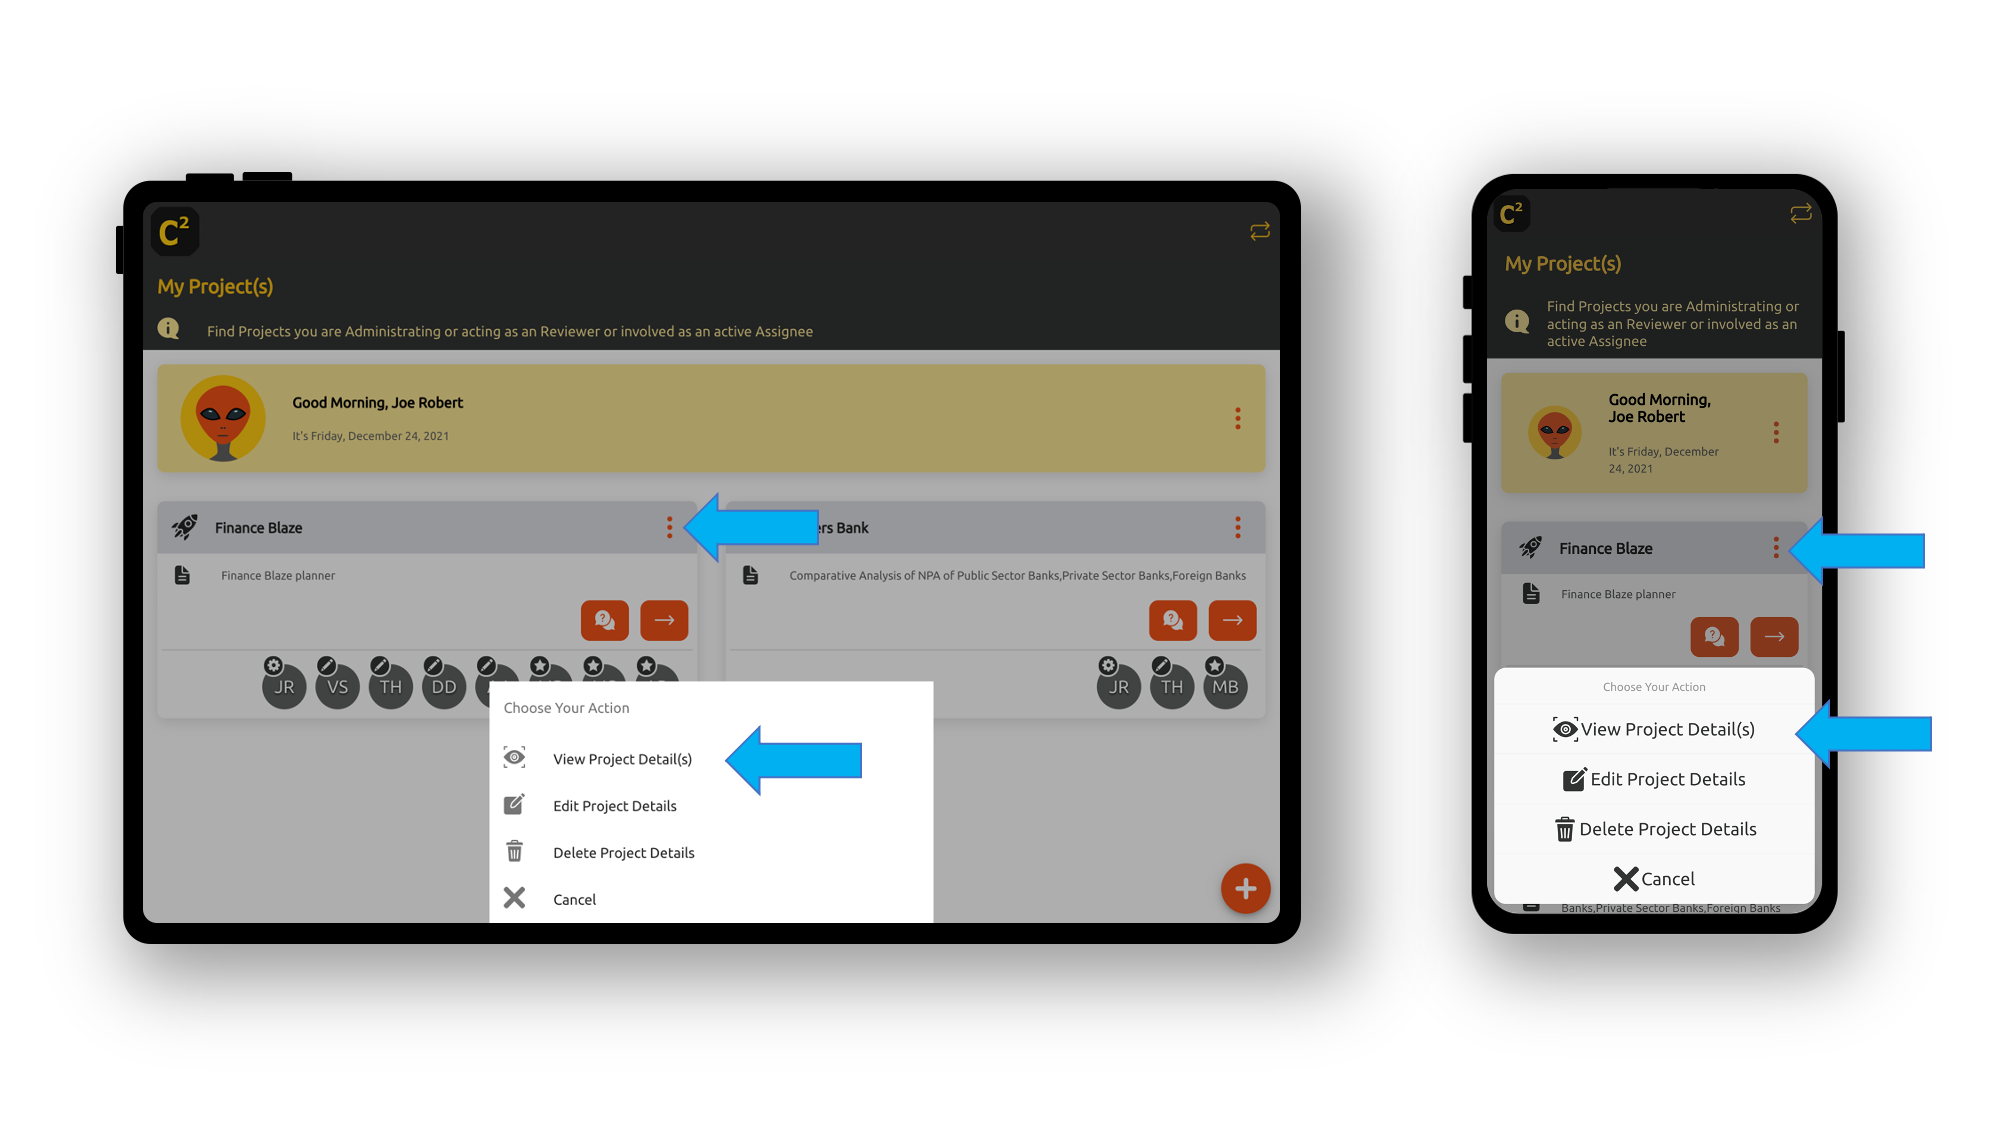 C²
My Project(s)
Find Projects you are Administrating or acting as an Reviewer or involved as an active Assignee
Good Morning, Joe Robert
It's Friday, December 24, 2021
Finance Blaze
Finance Blaze planner
ers Bank
Comparative Analysis of NPA of Public Sector Banks,Private Sector Banks,Foreign Banks
JR VS TH DD
JR TH MB
Choose Your Action
View Project Detail(s)
Edit Project Details
Delete Project Details
Cancel
C²
My Project(s)
Find Projects you are Administrating or
acting as an Reviewer or involved as an
active Assignee
Good Morning,
Joe Robert
It's Friday, December
24, 2021
Finance Blaze
Finance Blaze planner
Choose Your Action
View Project Detail(s)
Edit Project Details
Delete Project Details
Cancel
Banks,Private Sector Banks,Foreign Banks